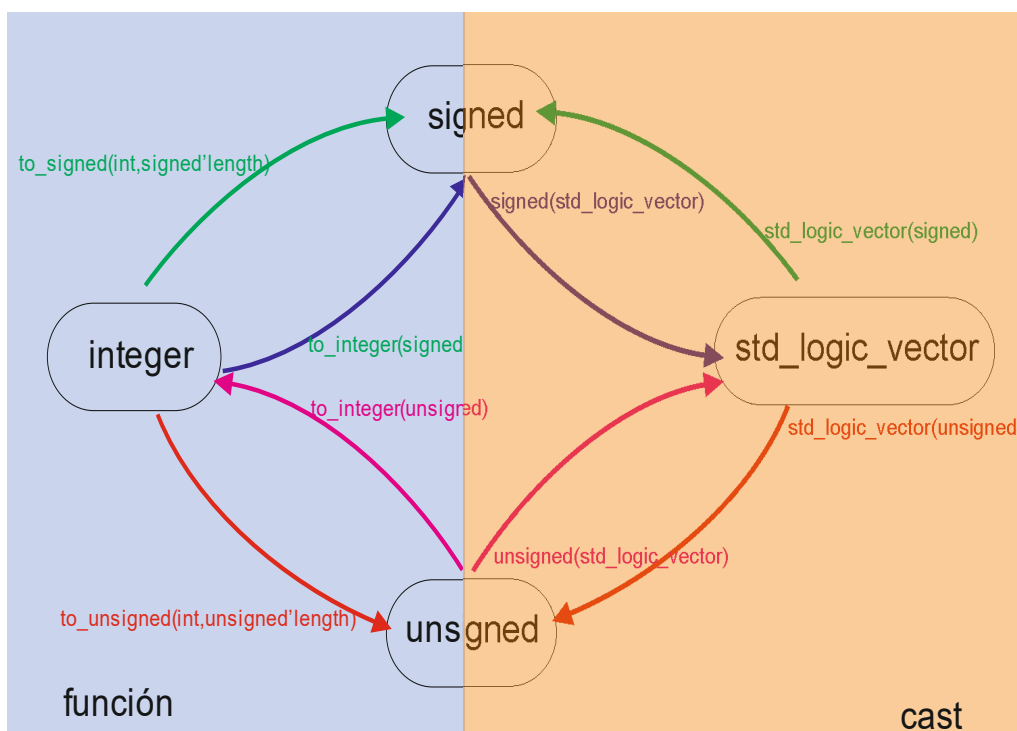 signed
to_signed(int,signed’length)
signed(std_logic_vector)
std_logic_vector(signed)
integer
to_integer(signed
std_logic_vector
to_integer(unsigned)
std_logic_vector(unsigned
unsigned(std_logic_vector)
to_unsigned(int,unsigned’length)
unsgned
función
cast